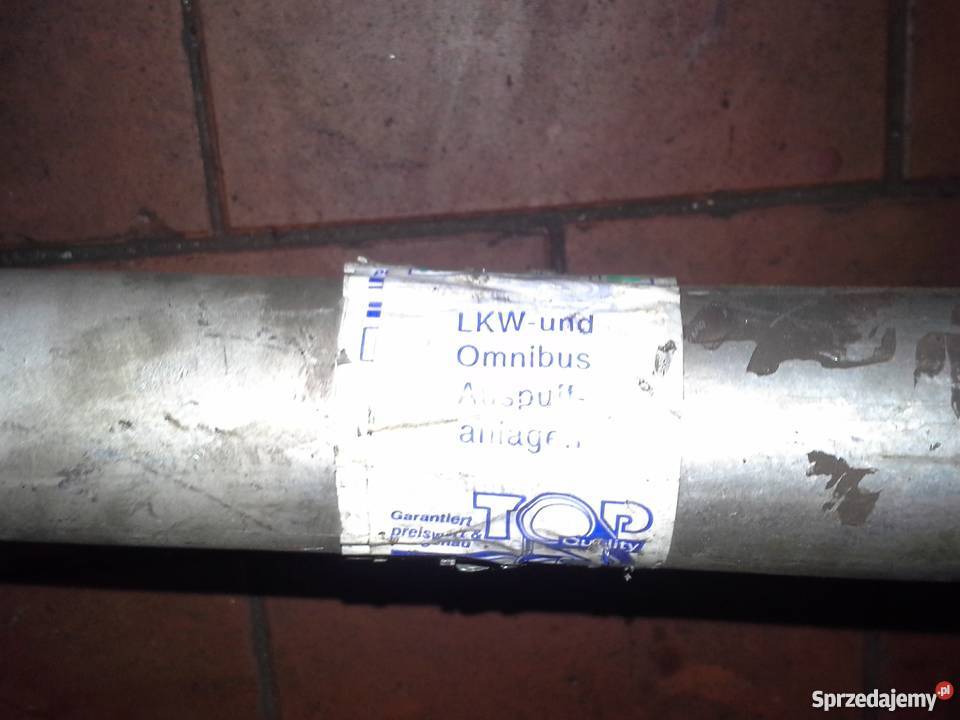 LKW-und
Omnibus
Auspuff-
anlagen
Garantiert
preiswert &
TOP
Quality
Sprzedajemy.pl